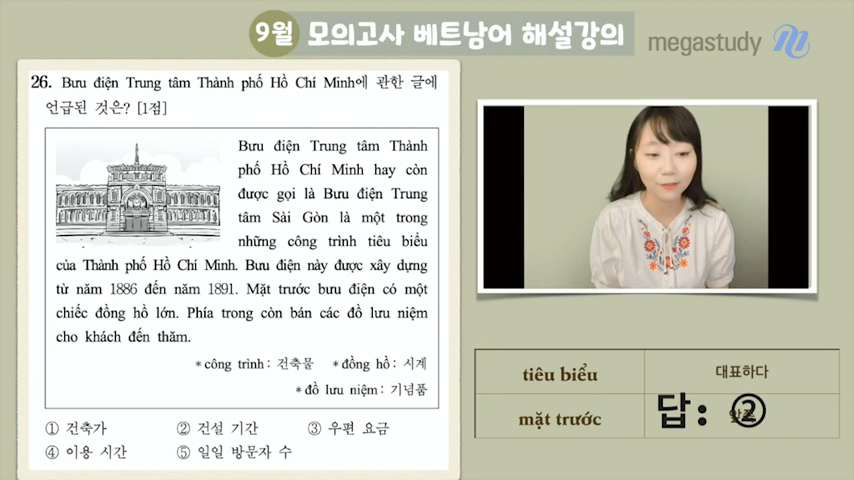 9월 모의고사 베트남어 해설강의
megastudy
26. Bưu điện Trung tâm Thành phố Hồ Chí Minh에 관한 글에
언급된 것은? [1점]
Bưu điện Trung tâm Thành
phố Hồ Chí Minh hay còn
được gọi là Bưu điện Trung
tâm Sài Gòn là một trong
những công trình tiêu biểu
của Thành phố Hồ Chí Minh. Bưu điện này được xây dựng
từ năm 1886 đến năm 1891. Mặt trước bưu điện có một
chiếc đồng hồ lớn. Phía trong còn bán các đồ lưu niệm
cho khách đến thăm.
* công trình : 건축물 * đồng hồ : 시계
* đồ lưu niệm : 기념품
① 건축가 ② 건설 기간 ③ 우편 요금
④ 이용 시간 ⑤ 일일 방문자 수
tiêu biểu 대표하다
mặt trước
답: ②